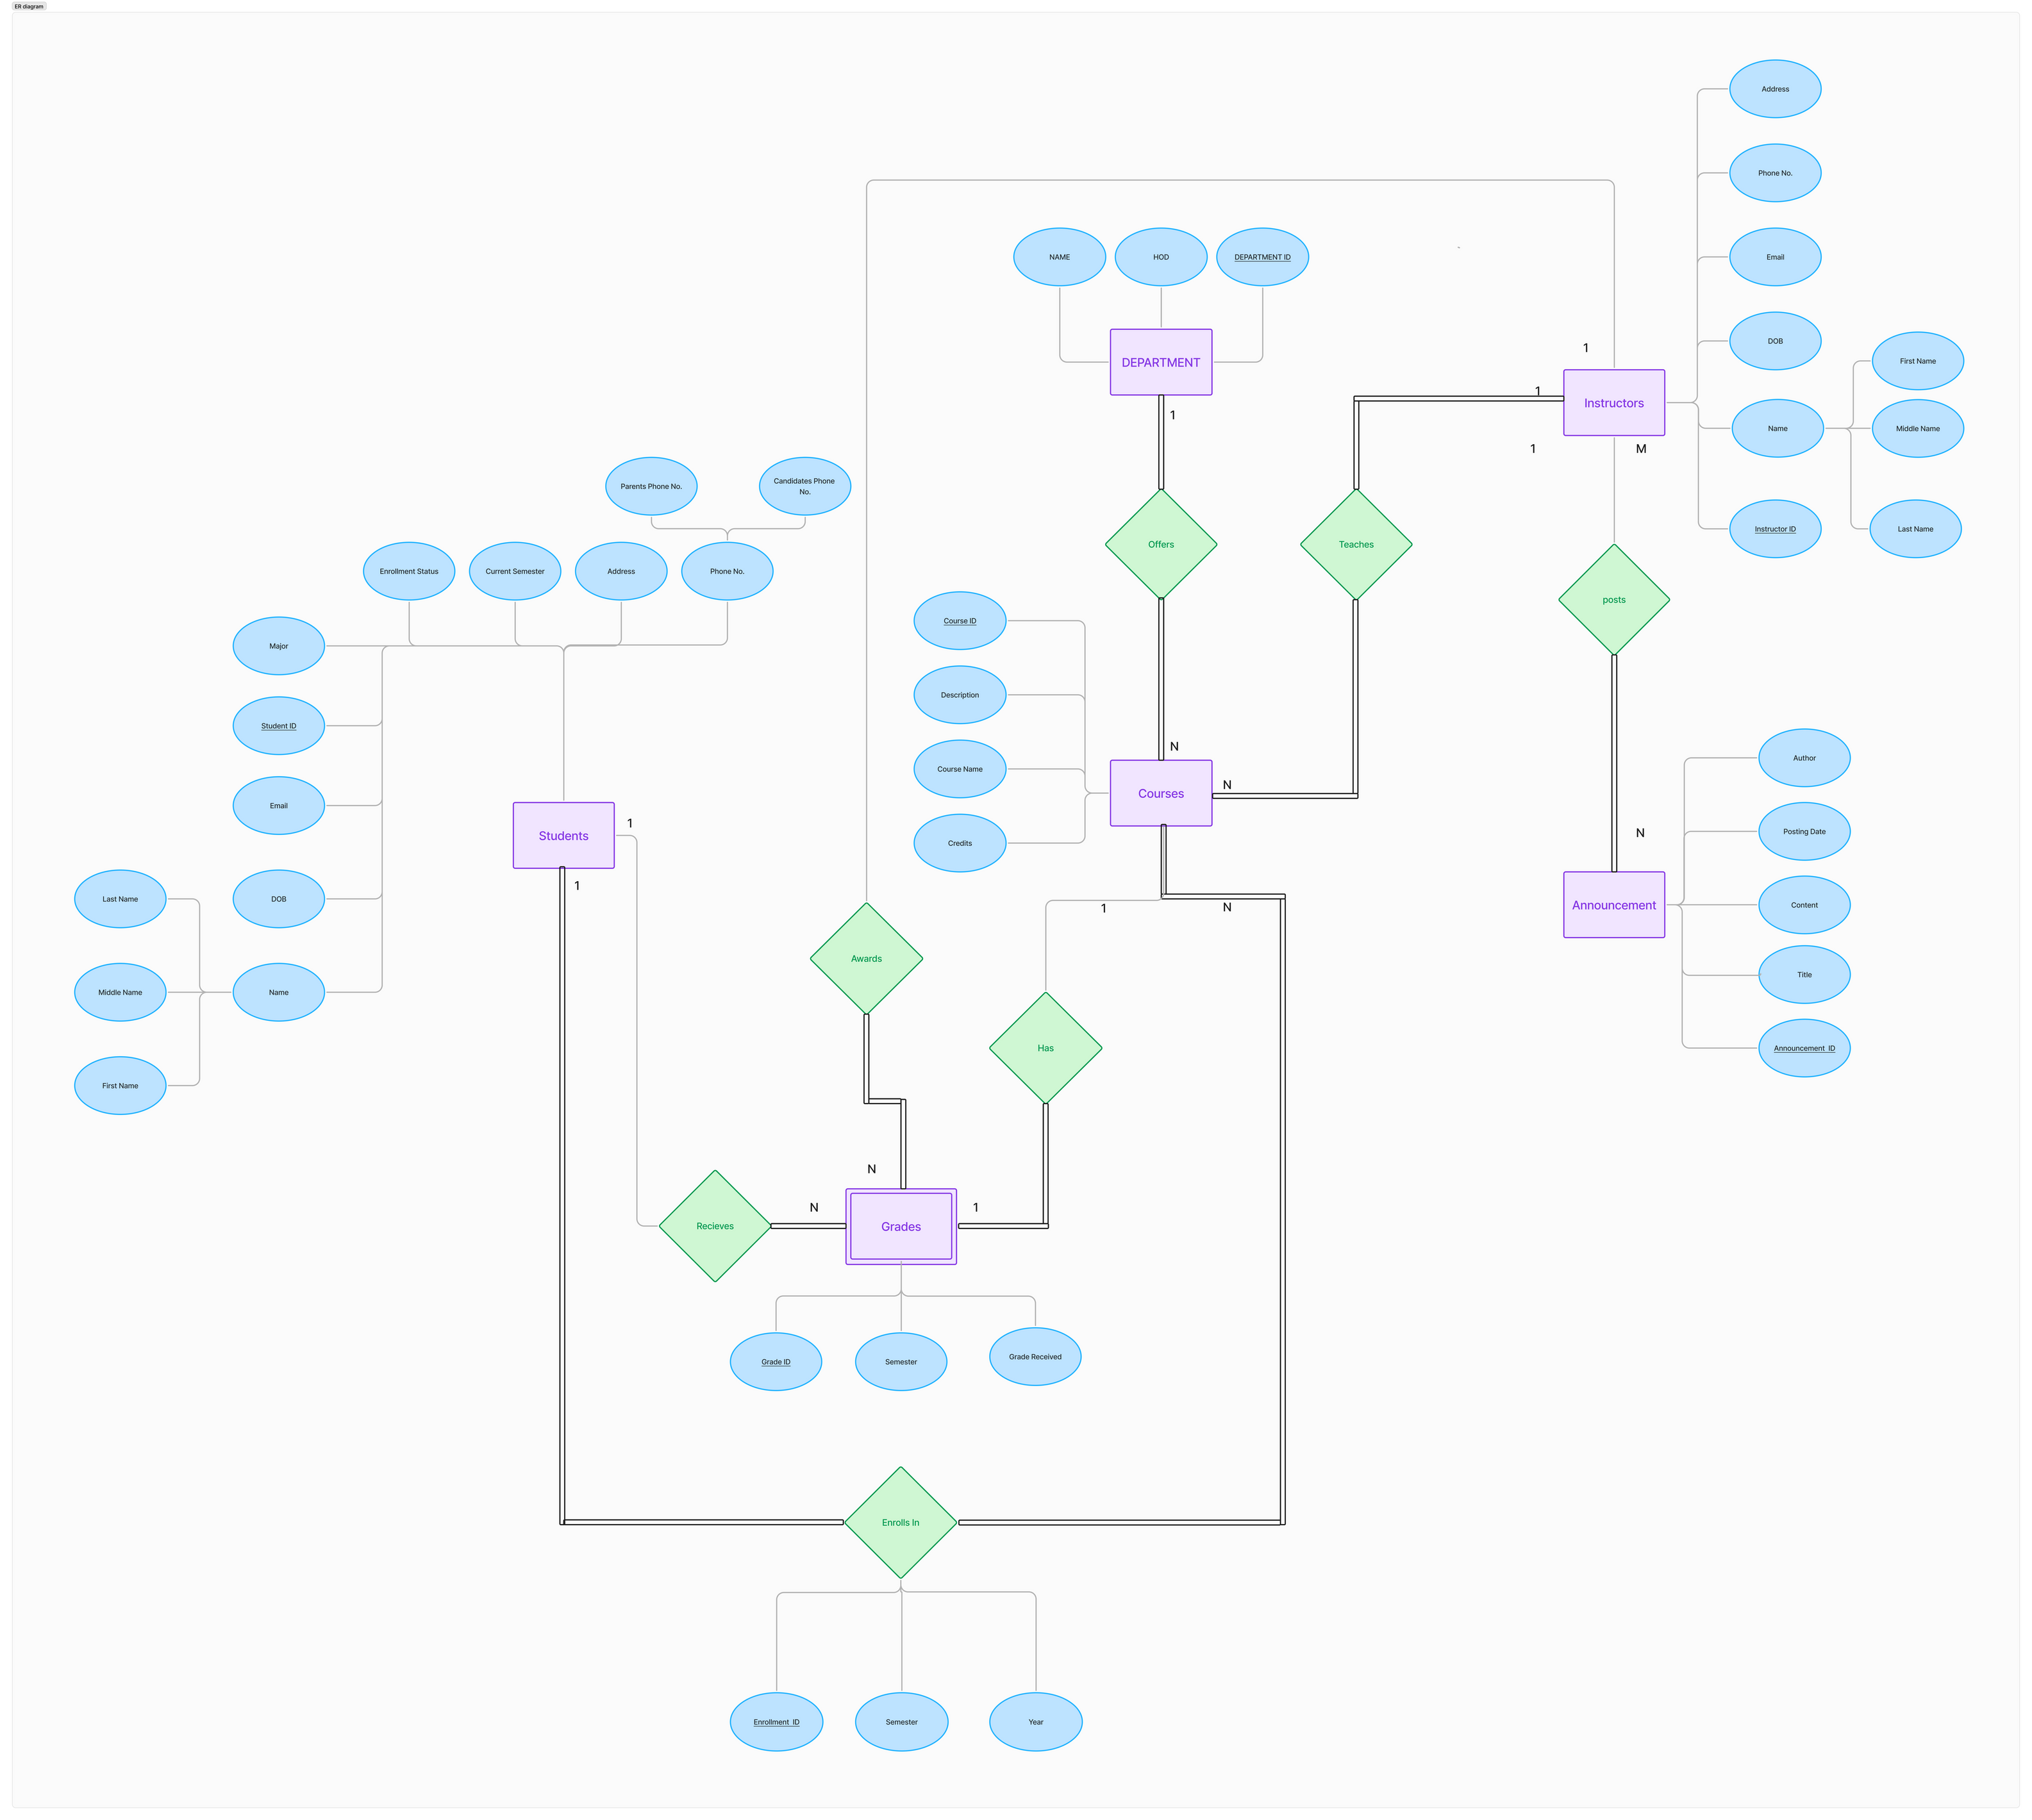 ER diagram
Address
Phone No.
Email
DOB
Name
Instructor ID
First Name
Middle Name
Last Name
NAME
HOD
DEPARTMENT ID
DEPARTMENT
1
Instructors
1
1
1
M
Offers
Teaches
posts
Parents Phone No.
Candidates Phone
No.
Enrollment Status
Current Semester
Address
Phone No.
Major
Student ID
Email
DOB
Name
Last Name
Middle Name
First Name
Students
1
1
Course ID
Description
Course Name
Credits
N
Courses
N
1
N
N
Announcement
Author
Posting Date
Content
Title
Announcement ID
Awards
Has
Recieves
N
N
Grades
1
Grade ID
Semester
Grade Received
Enrolls In
Enrollment ID
Semester
Year